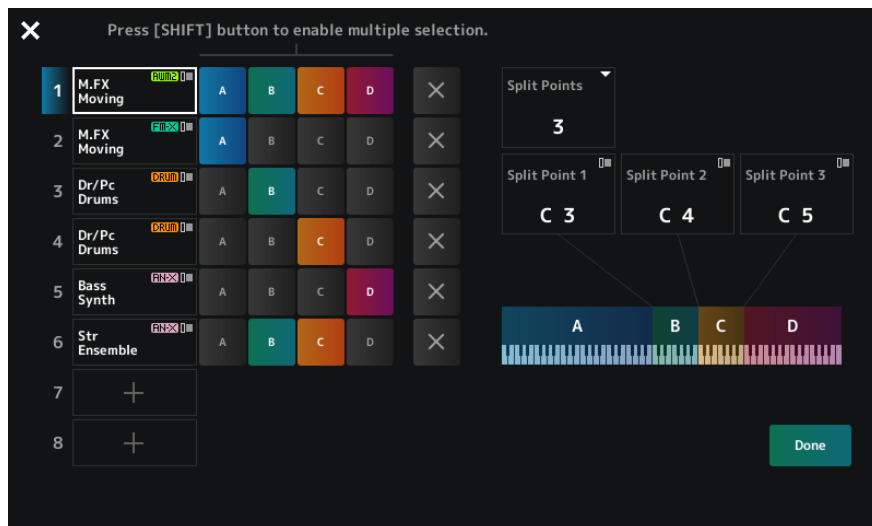 Press [SHIFT] button to enable multiple selection.
1 M.FX Moving AWM2 A B C D
2 M.FX Moving FM-X A B C D
3 Dr/Pc Drums DRUM A B C D
4 Dr/Pc Drums DRUM A B C D
5 Bass Synth AN-X A B C D
6 Str Ensemble AN-X A B C D
7
8
Split Points
3
Split Point 1 Split Point 2 Split Point 3
C 3 C 4 C 5
A B C D
Done